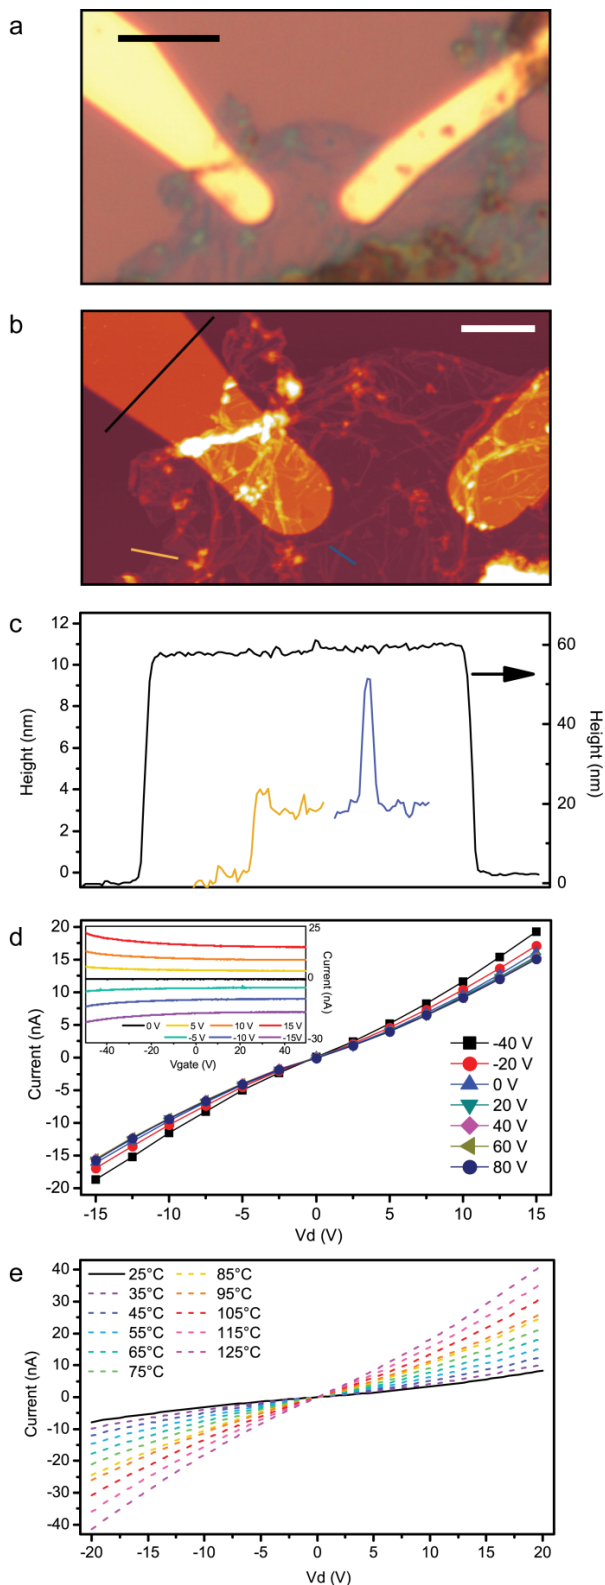 a
b
c
12
10
8
6
4
2
0
Height (nm)
60
40
20
0
Height (nm)
d
20
15
10
5
0
-5
-10
-15
-20
Current (nA)
25
0
-30
Current (nA)
0 V 5 V 10 V 15 V
-5 V -10 V -15V
-40 -20 0 20 40
Vgate (V)
-40 V
-20 V
0 V
20 V
40 V
60 V
80 V
-15 -10 -5 0 5 10 15
Vd (V)
e
40
30
20
10
0
-10
-20
-30
-40
Current (nA)
25°C 85°C
35°C 95°C
45°C 105°C
55°C 115°C
65°C 125°C
75°C
-20 -15 -10 -5 0 5 10 15 20
Vd (V)